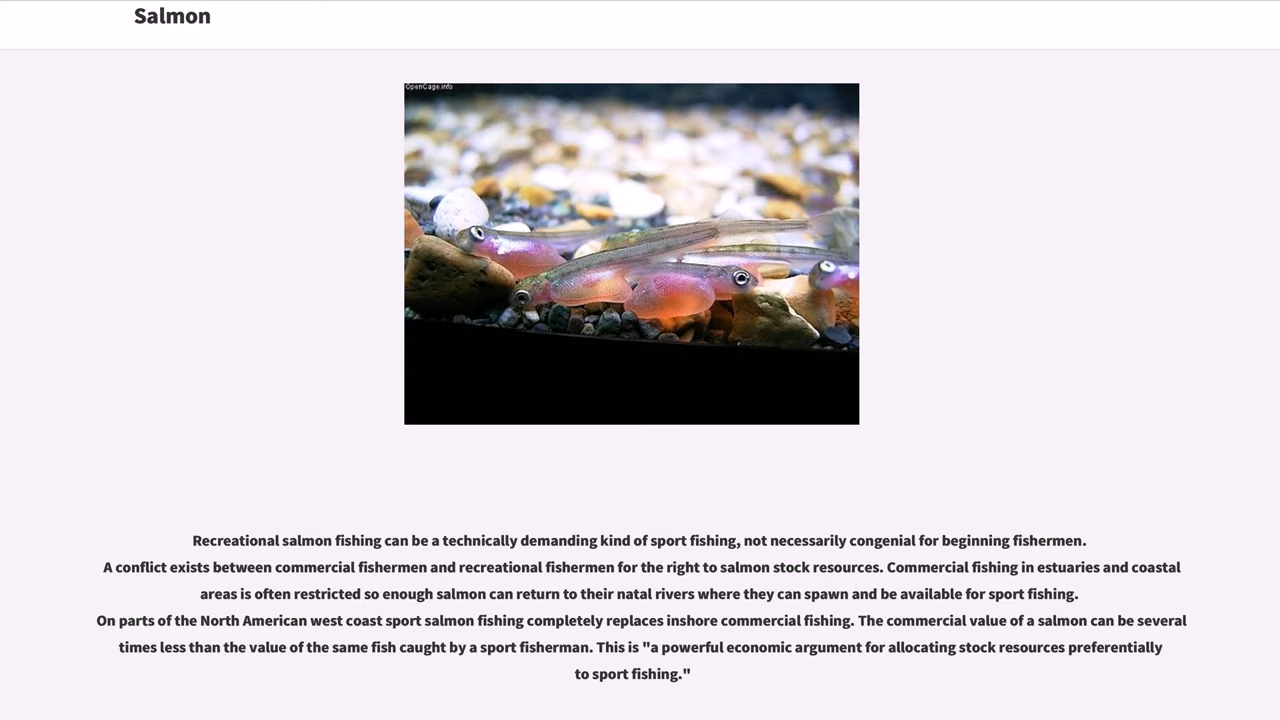 Salmon
©penCage.info
Recreational salmon fishing can be a technically demanding kind of sport fishing, not necessarily congenial for beginning fishermen.
A conflict exists between commercial fishermen and recreational fishermen for the right to salmon stock resources. Commercial fishing in estuaries and coastal
areas is often restricted so enough salmon can return to their natal rivers where they can spawn and be available for sport fishing.
On parts of the North American west coast sport salmon fishing completely replaces inshore commercial fishing. The commercial value of a salmon can be several
times less than the value of the same fish caught by a sport fisherman. This is "a powerful economic argument for allocating stock resources preferentially
to sport fishing."